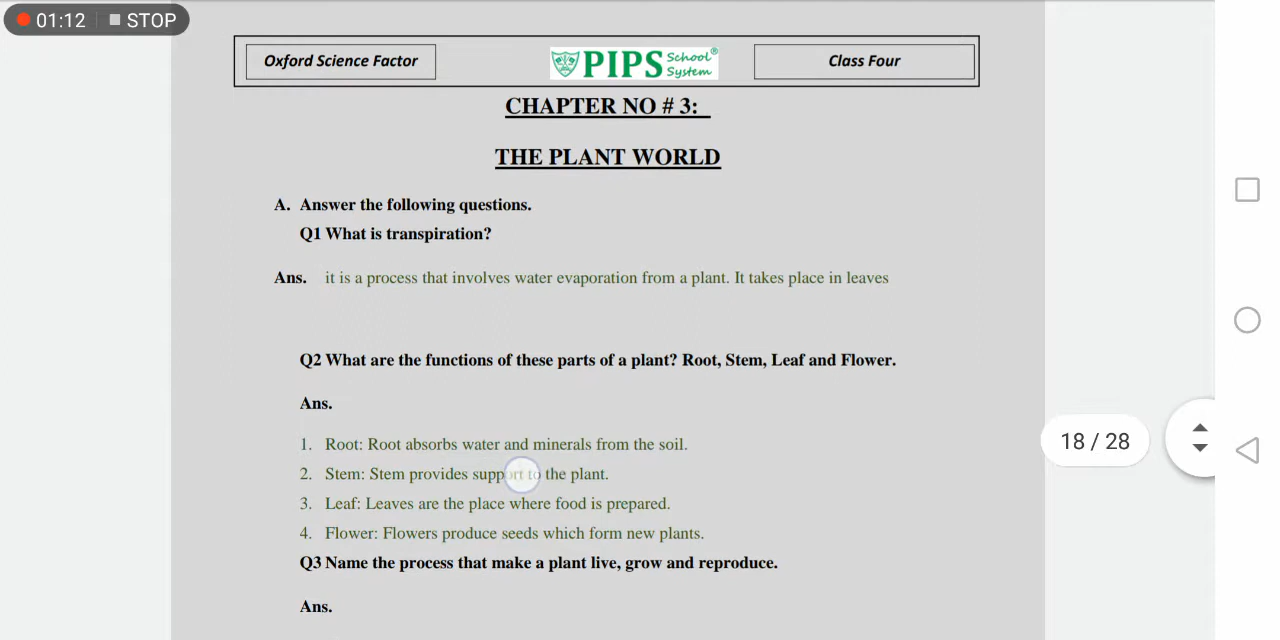 01:12 STOP
Oxford Science Factor
PIPS School System®
Class Four
CHAPTER NO # 3:
THE PLANT WORLD
A. Answer the following questions.
Q1 What is transpiration?
Ans. it is a process that involves water evaporation from a plant. It takes place in leaves
Q2 What are the functions of these parts of a plant? Root, Stem, Leaf and Flower.
Ans.
1. Root: Root absorbs water and minerals from the soil.
2. Stem: Stem provides support to the plant.
3. Leaf: Leaves are the place where food is prepared.
4. Flower: Flowers produce seeds which form new plants.
Q3 Name the process that make a plant live, grow and reproduce.
Ans.
18 / 28